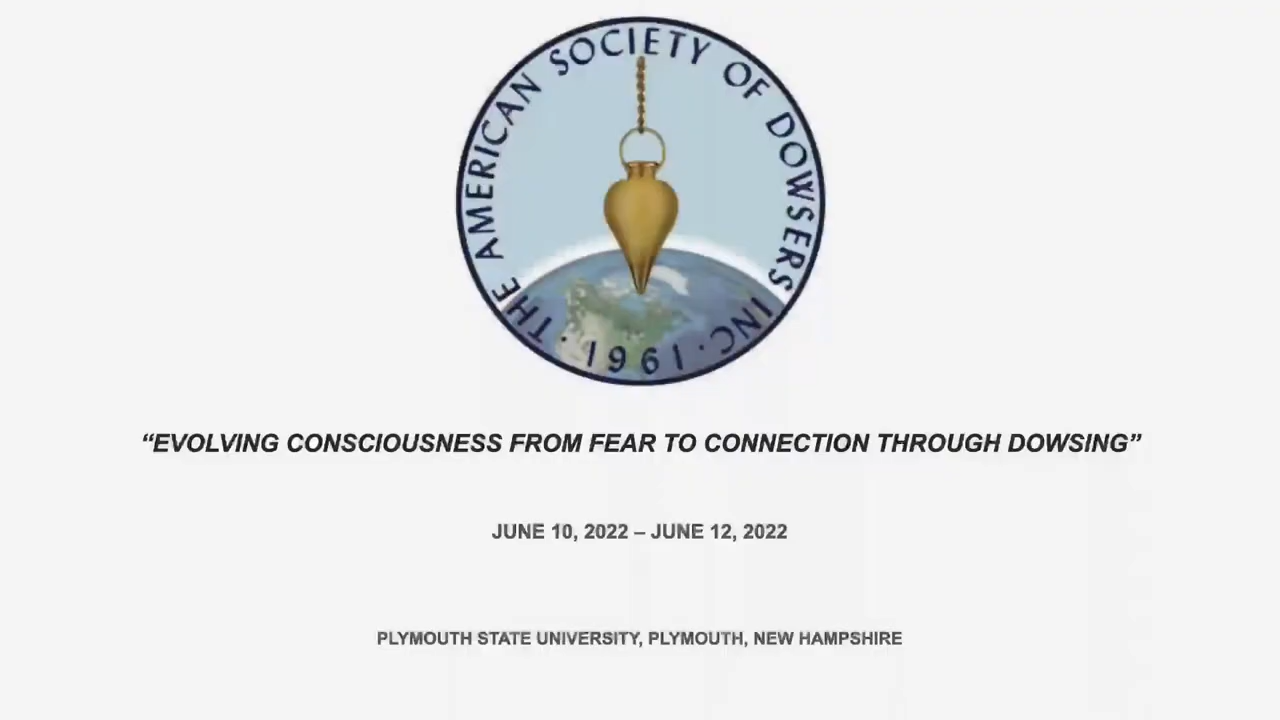 THE AMERICAN SOCIETY OF DOWSERS INC.
· 1961 ·
“EVOLVING CONSCIOUSNESS FROM FEAR TO CONNECTION THROUGH DOWSING”
JUNE 10, 2022 – JUNE 12, 2022
PLYMOUTH STATE UNIVERSITY, PLYMOUTH, NEW HAMPSHIRE